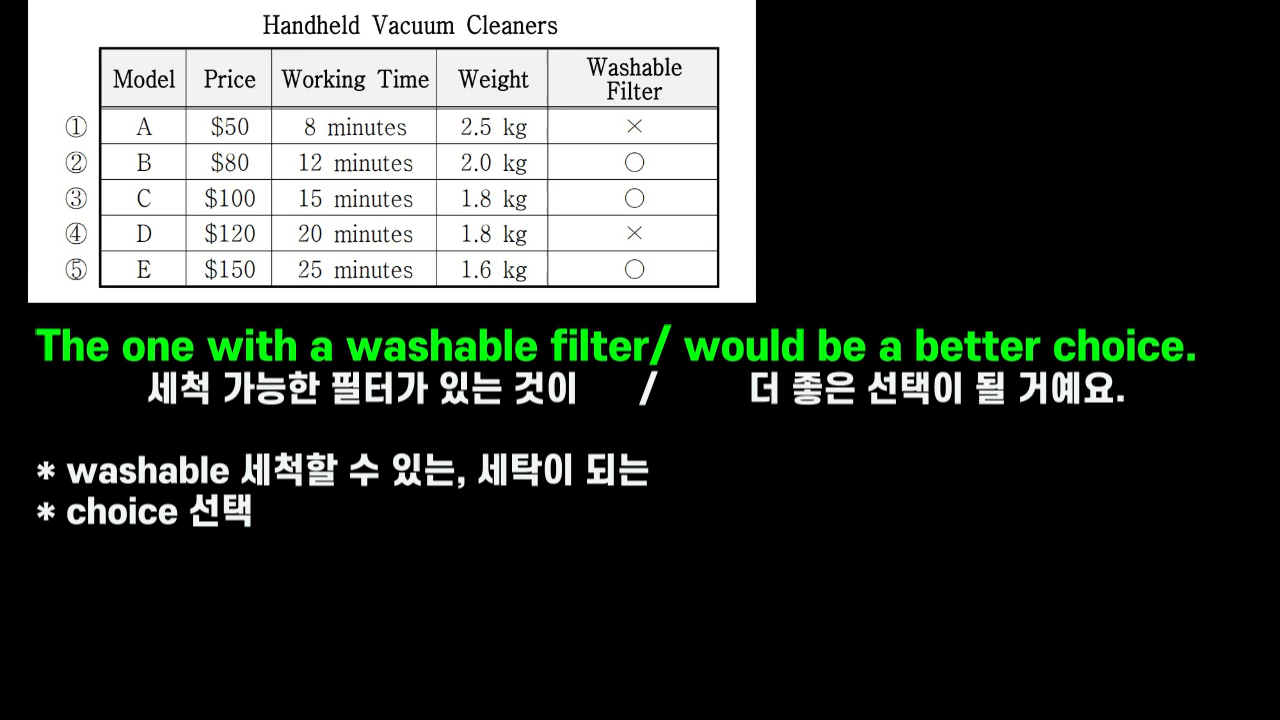 Handheld Vacuum Cleaners
Model Price Working Time Weight Washable Filter
① A $50 8 minutes 2.5 kg ×
② B $80 12 minutes 2.0 kg ○
③ C $100 15 minutes 1.8 kg ○
④ D $120 20 minutes 1.8 kg ×
⑤ E $150 25 minutes 1.6 kg ○
The one with a washable filter/ would be a better choice.
세척 가능한 필터가 있는 것이 / 더 좋은 선택이 될 거예요.
* washable 세척할 수 있는, 세탁이 되는
* choice 선택